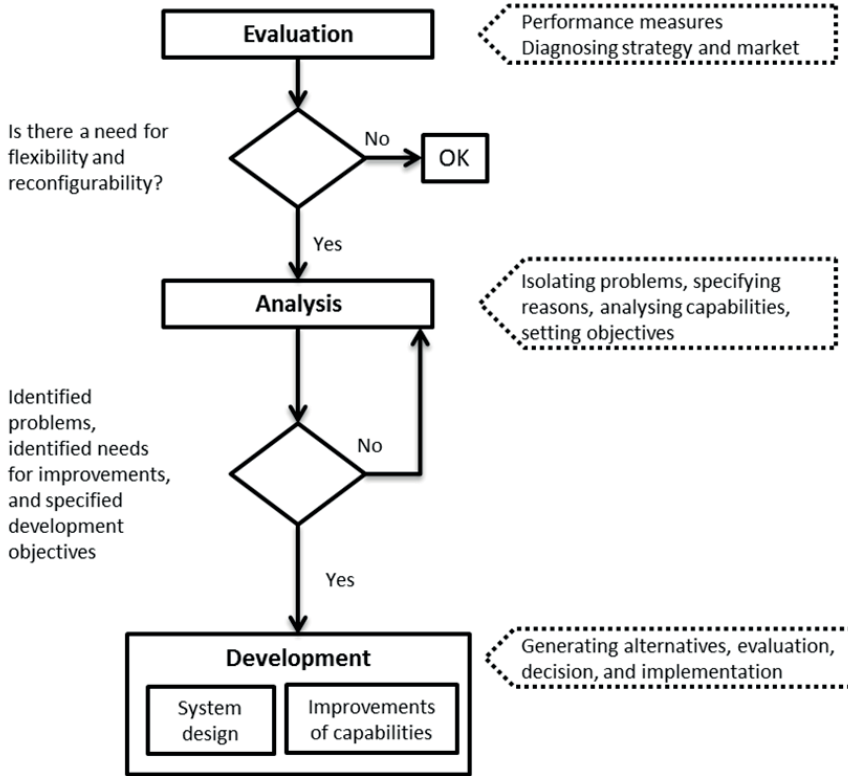 Evaluation
Performance measures
Diagnosing strategy and market
Is there a need for
flexibility and
reconfigurability?
No
OK
Yes
Analysis
Isolating problems, specifying
reasons, analysing capabilities,
setting objectives
Identified
problems,
identified needs
for improvements,
and specified
development
objectives
No
Yes
Development
Generating alternatives, evaluation,
decision, and implementation
System
design
Improvements
of capabilities